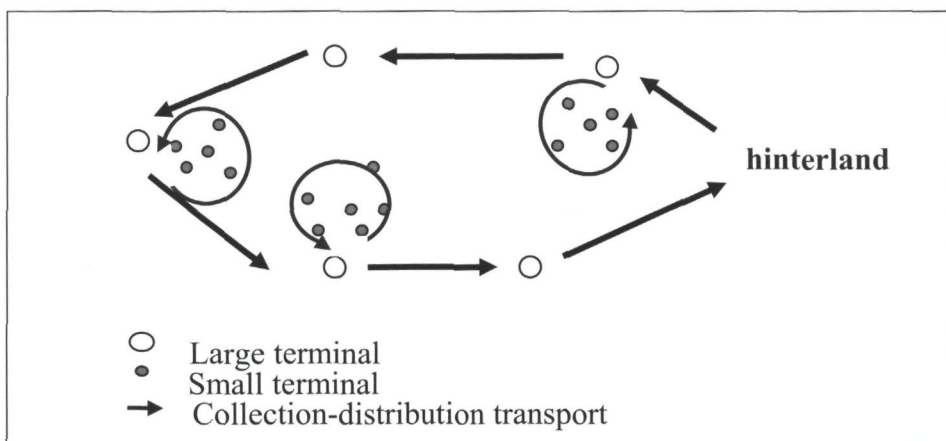 hinterland
Large terminal
Small terminal
Collection-distribution transport